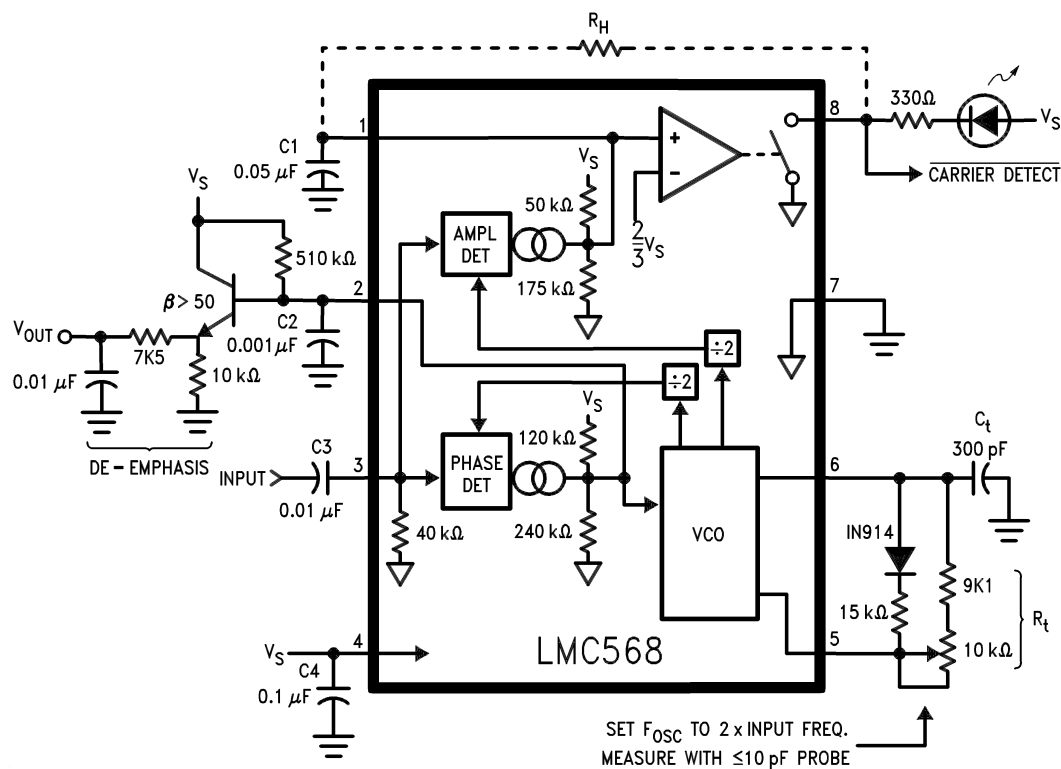 R_H
1
8
330Ω
V_S
C1
0.05 μF
V_S
+
−
CARRIER DETECT
V_S
50 kΩ
2/3 V_S
AMPL
DET
510 kΩ
175 kΩ
β> 50
2
7
V_OUT
C2
0.001 μF
7K5
÷2
10 kΩ
0.01 μF
÷2
V_S
DE - EMPHASIS
120 kΩ
C_t
300 pF
C3
3
6
INPUT
PHASE
DET
0.01 μF
40 kΩ
240 kΩ
VCO
IN914
9K1
15 kΩ
R_t
5
10 kΩ
V_S
4
LMC568
C4
0.1 μF
SET F_OSC TO 2 x INPUT FREQ.
MEASURE WITH ≤10 pF PROBE